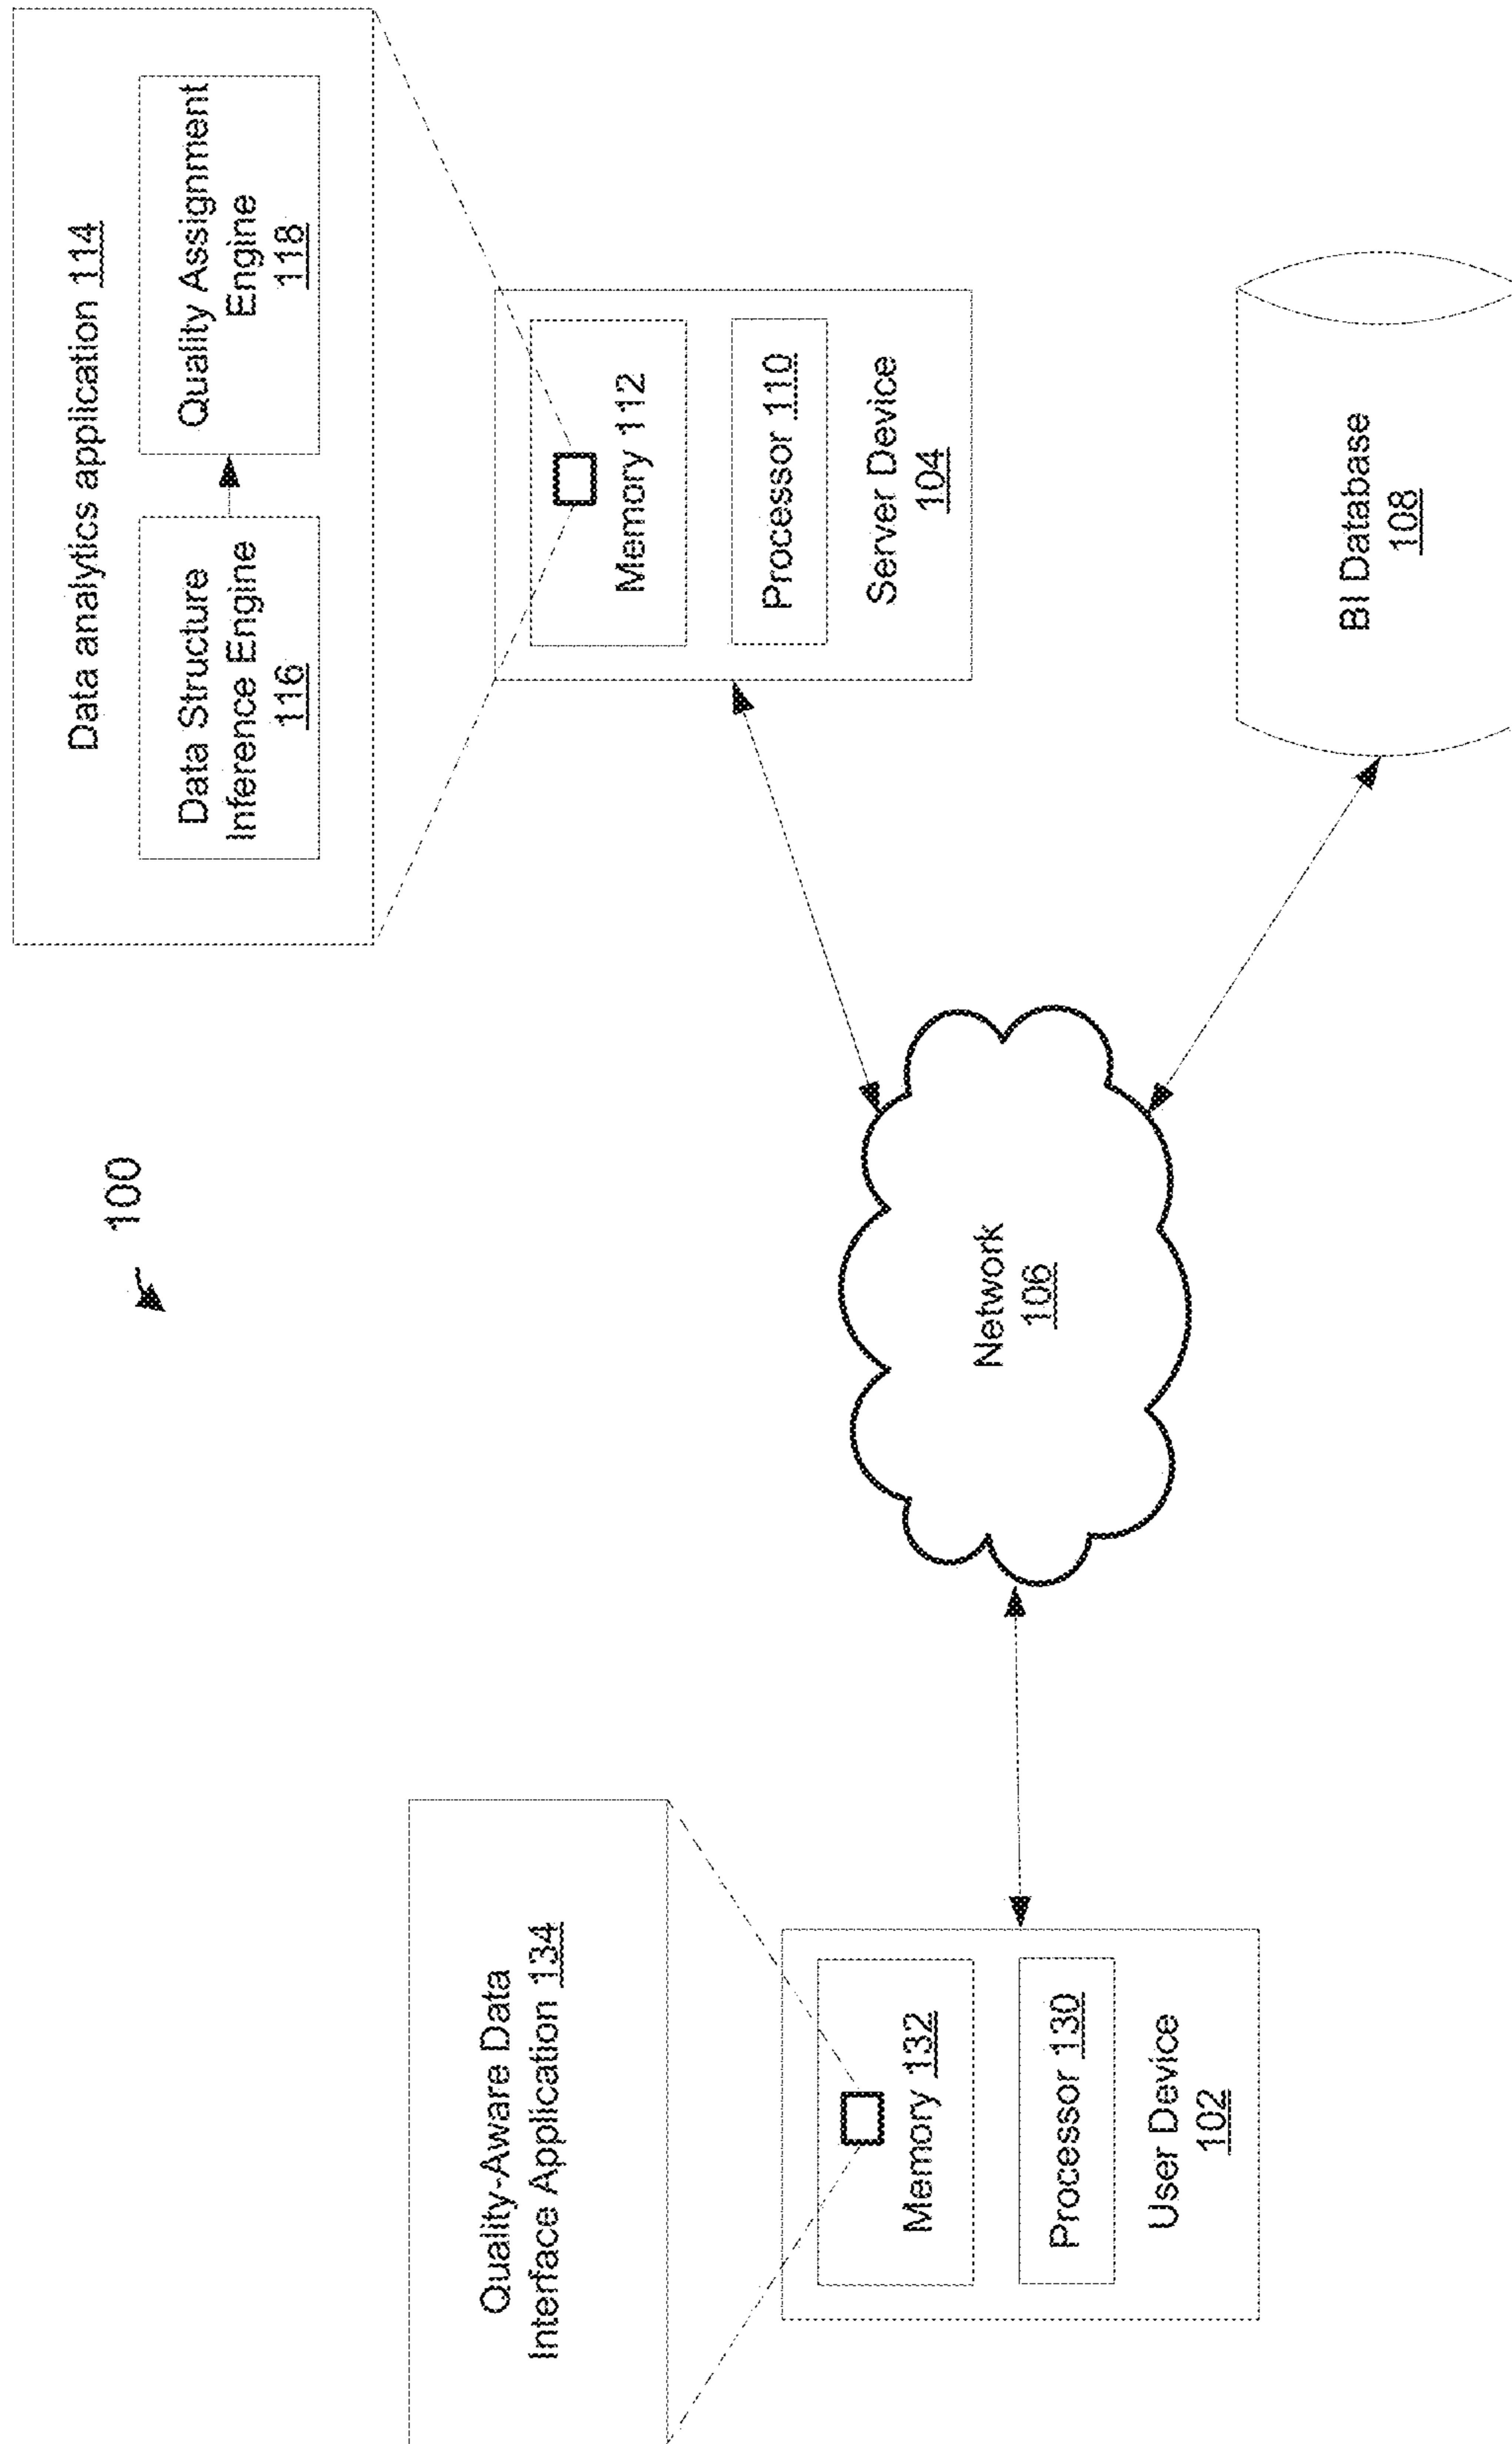 100
Quality-Aware Data
Interface Application 134
Memory 132
Processor 130
User Device
102
Network
106
Data analytics application 114
Data Structure
Inference Engine
116
Quality Assignment
Engine
118
Memory 112
Processor 110
Server Device
104
BI Database
108